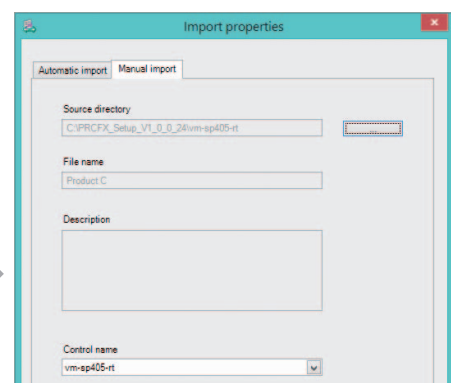 Import properties
Automatic import Manual import
Source directory
C:\PRCFX_Setup_V1_0_0_24\vm-sp405-rt
...
File name
Product C
Description
Control name
vm-sp405-rt